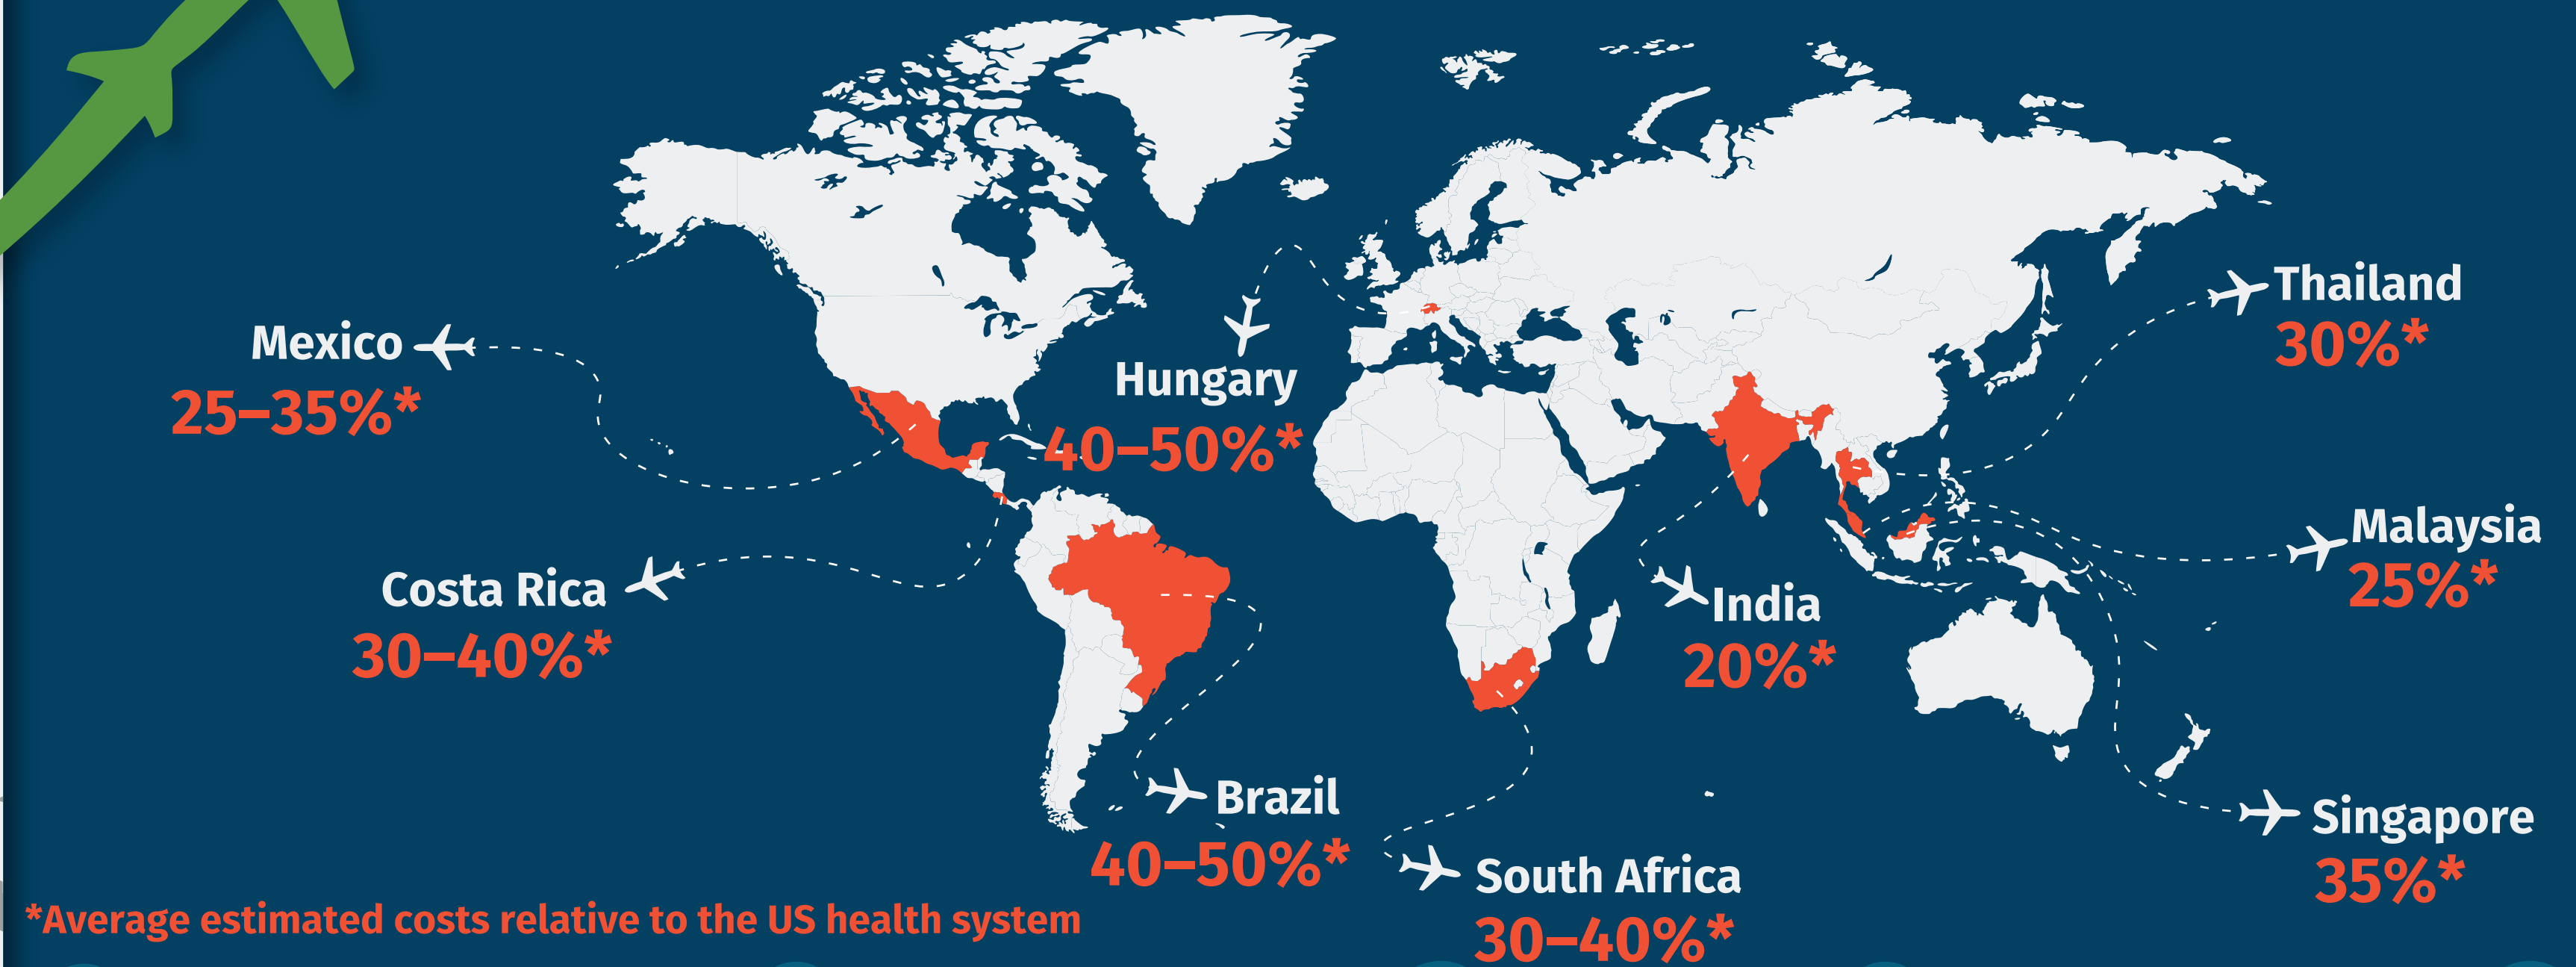 Mexico
25–35%*
Costa Rica
30–40%*
Hungary
40–50%*
Brazil
40–50%*
South Africa
30–40%*
India
20%*
Thailand
30%*
Malaysia
25%*
Singapore
35%*
*Average estimated costs relative to the US health system